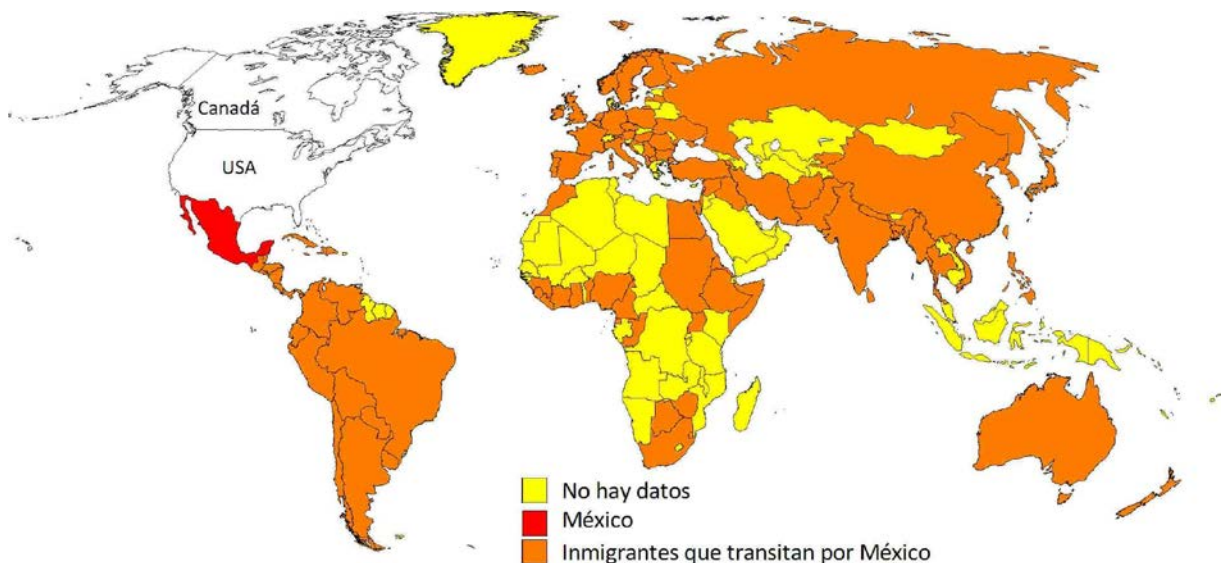 Canadá
USA
No hay datos
México
Inmigrantes que transitan por México